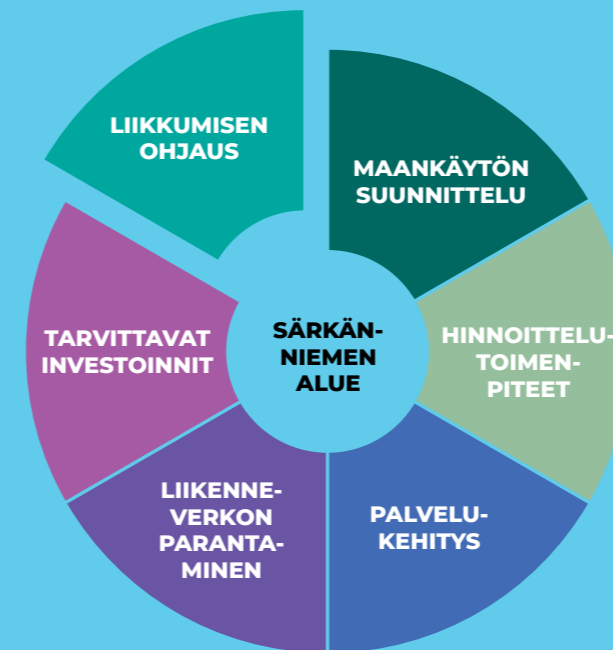 LIIKKUMISEN
OHJAUS
MAANKÄYTÖN
SUUNNITTELU
HINNOITTELU-
TOIMEN-
PITEET
PALVELU-
KEHITYS
LIIKENNE-
VERKON
PARANTA-
MINEN
TARVITTAVAT
INVESTOINNIT
SÄRKÄN-
NIEMEN
ALUE